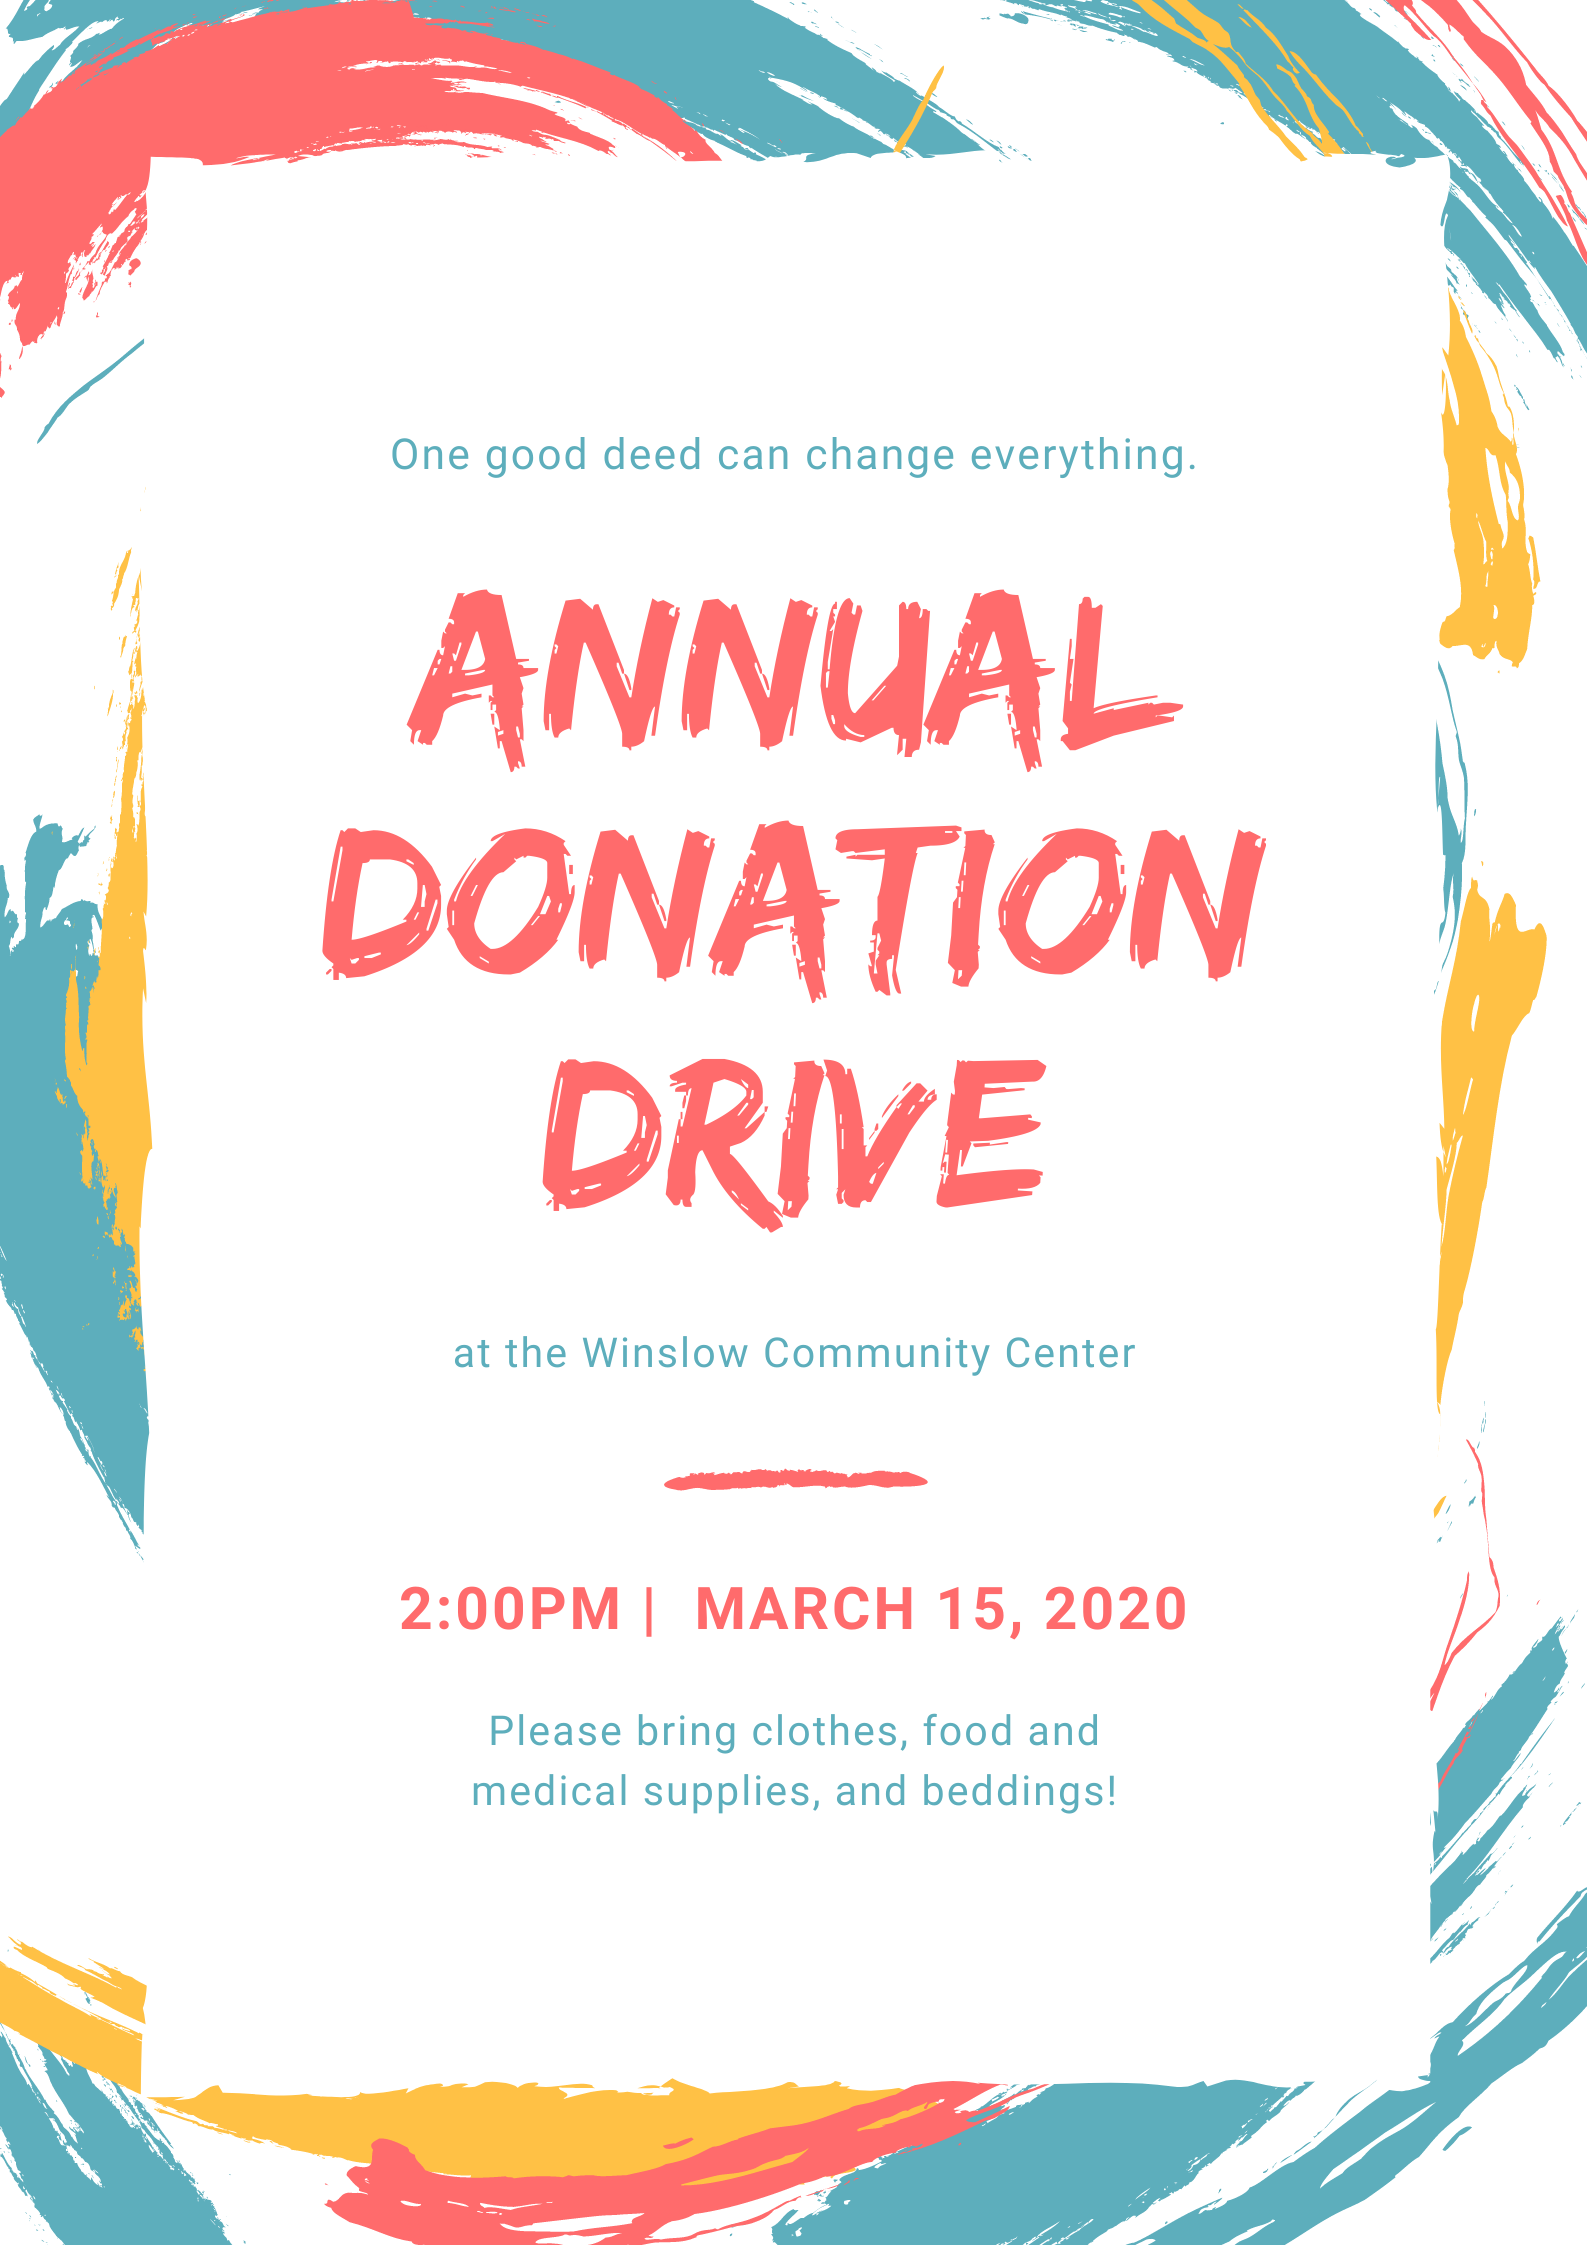 One good deed can change everything.
ANNUAL
DONATION
DRIVE
at the Winslow Community Center
2:00PM | MARCH 15, 2020
Please bring clothes, food and
medical supplies, and beddings!